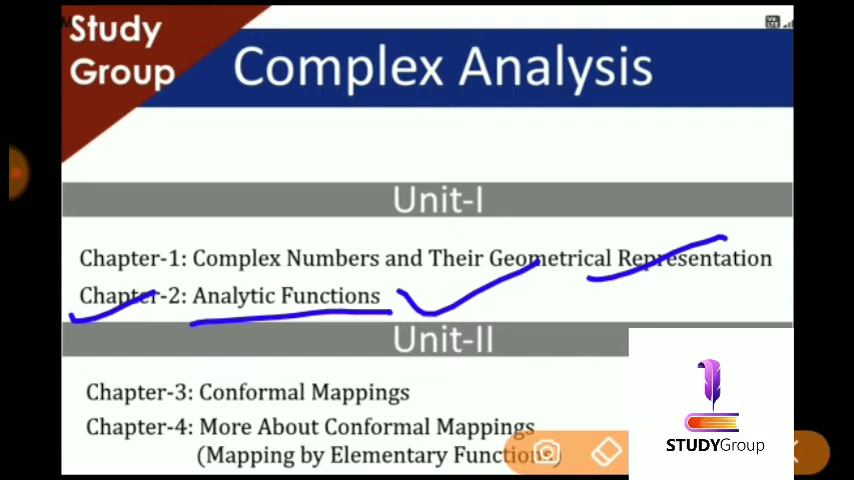 Study
Group
Complex Analysis
Unit-I
Chapter-1: Complex Numbers and Their Geometrical Representation
Chapter-2: Analytic Functions
Unit-II
Chapter-3: Conformal Mappings
Chapter-4: More About Conformal Mappings
(Mapping by Elementary Functions)
STUDYGroup